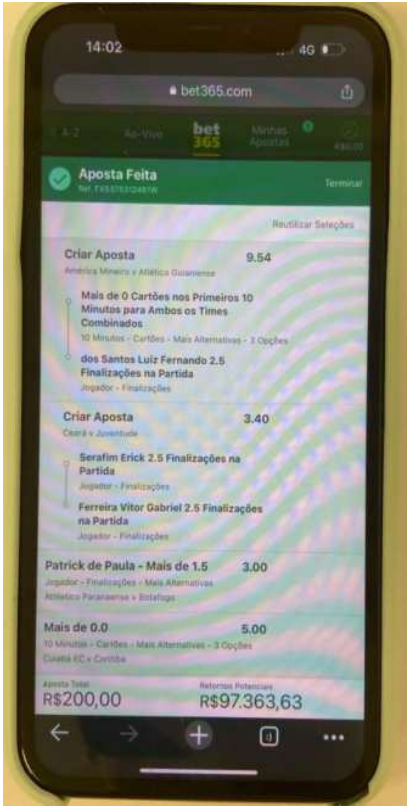 14:02
4G
bet365.com
A-Z Ao-Vivo bet365 Minhas Apostas
Aposta Feita
Terminar
Reutilizar Seleções
Criar Aposta 9.54
América Mineiro v Atlético Goianiense
Mais de 0 Cartões nos Primeiros 10
Minutos para Ambos os Times
Combinados
10 Minutos - Cartões - Mais Alternativas - 3 Opções
dos Santos Luiz Fernando 2.5
Finalizações na Partida
Jogador - Finalizações
Criar Aposta 3.40
Ceará v Juventude
Serafim Erick 2.5 Finalizações na
Partida
Jogador - Finalizações
Ferreira Vitor Gabriel 2.5 Finalizações
na Partida
Jogador - Finalizações
Patrick de Paula - Mais de 1.5 3.00
Jogador - Finalizações - Mais Alternativas
Athletico Paranaense v Botafogo
Mais de 0.0 5.00
10 Minutos - Cartões - Mais Alternativas - 3 Opções
Cuiabá EC v Coritiba
Aposta Total Retornos Potenciais
R$200,00 R$97.363,63